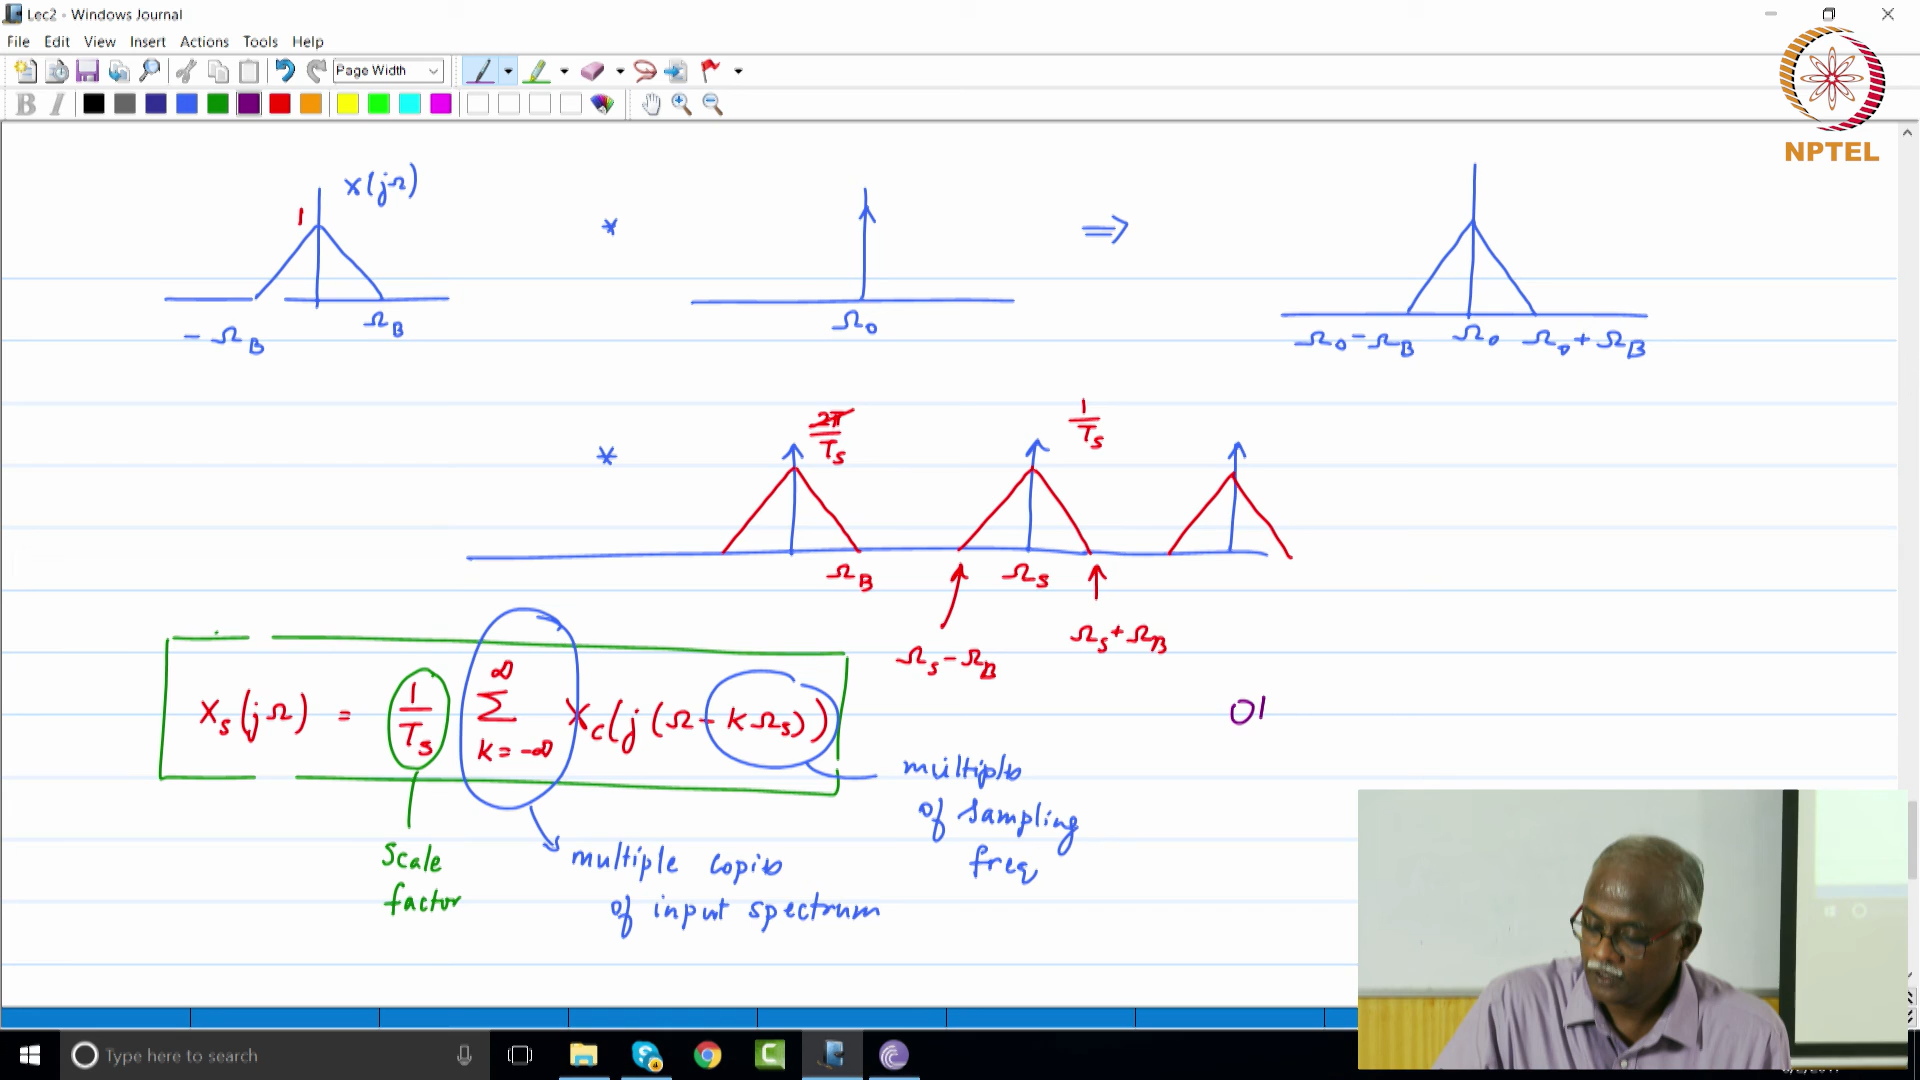 Lec2 - Windows Journal
File Edit View Insert Actions Tools Help
Page Width
B I
NPTEL
X(jΩ)
1
* ⇒
-Ω_B Ω_B
Ω_0
Ω_0-Ω_B Ω_0 Ω_0+Ω_B
2π/T_s 1/T_s
*
Ω_B Ω_s
Ω_s-Ω_B Ω_s+Ω_B
X_s(jΩ) = 1/T_s ∑_{k=-∞}^{∞} X_c(j(Ω-kΩ_s))
01
multiples
of sampling
freq
Scale
factor
multiple copies
of input spectrum
Type here to search